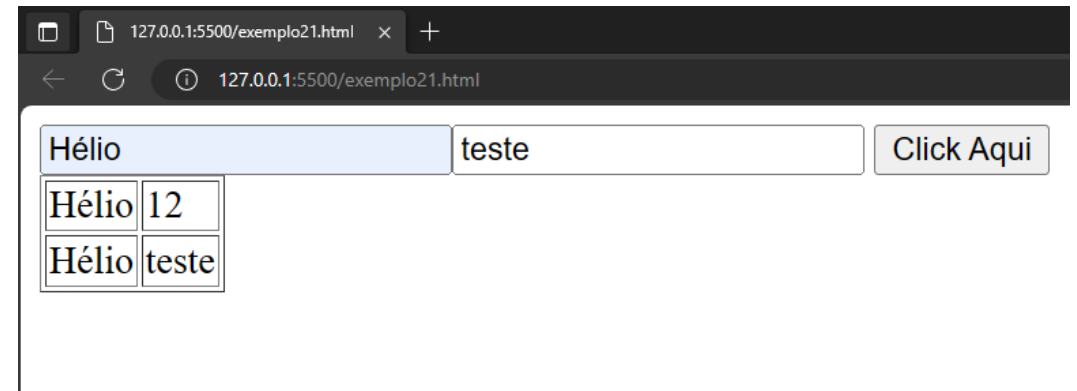 127.0.0.1:5500/exemplo21.html
127.0.0.1:5500/exemplo21.html
Hélio teste Click Aqui
Hélio 12
Hélio teste